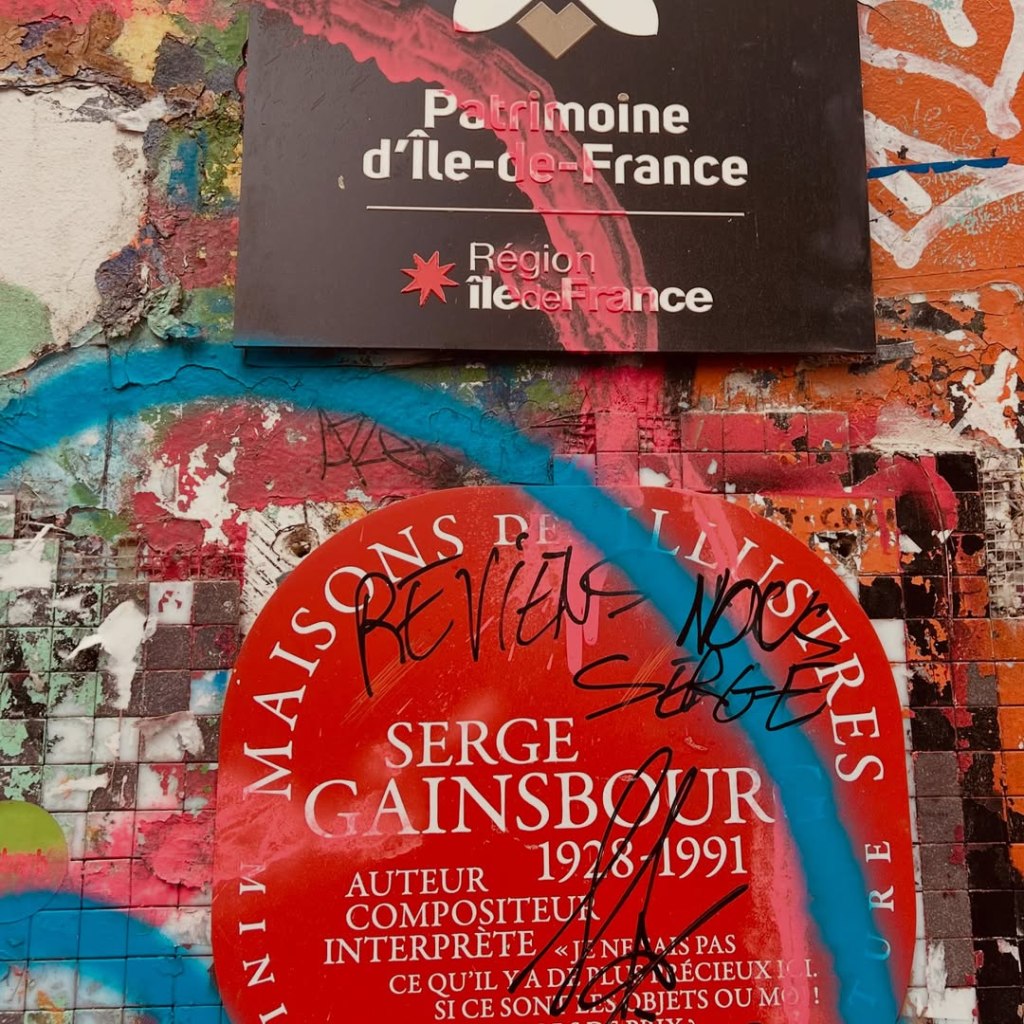 Patrimoine
d'Île-de-France
Région
îledeFrance
MAISONS DES ILLUSTRES
REVIENS NOUS
SERGE
SERGE
GAINSBOURG
1928-1991
AUTEUR
COMPOSITEUR
INTERPRÈTE «JE NE SAIS PAS
CE QU'IL Y A DE PLUS PRÉCIEUX ICI.
SI CE SONT LES OBJETS OU MOI !